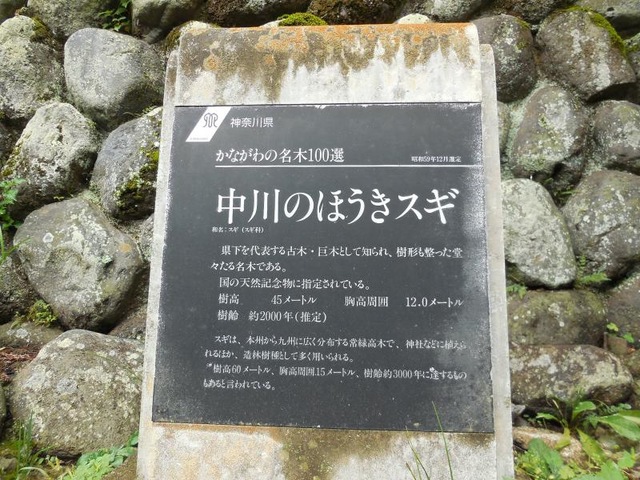 神奈川県
かながわの名木100選 昭和59年12月選定
中川のほうきスギ
和名:スギ(スギ科)
県下を代表する古木・巨木として知られ、樹形も整った堂
々たる名木である。
国の天然記念物に指定されている。
樹高 45メートル 胸高周囲 12.0メートル
樹齢 約2000年(推定)
スギは、本州から九州に広く分布する常緑高木で、神社などに植え
られるほか、造林樹種として多く用いられる。
樹高60メートル、胸高周囲15メートル、樹齢約3000年に達するもの
もあると言われている。